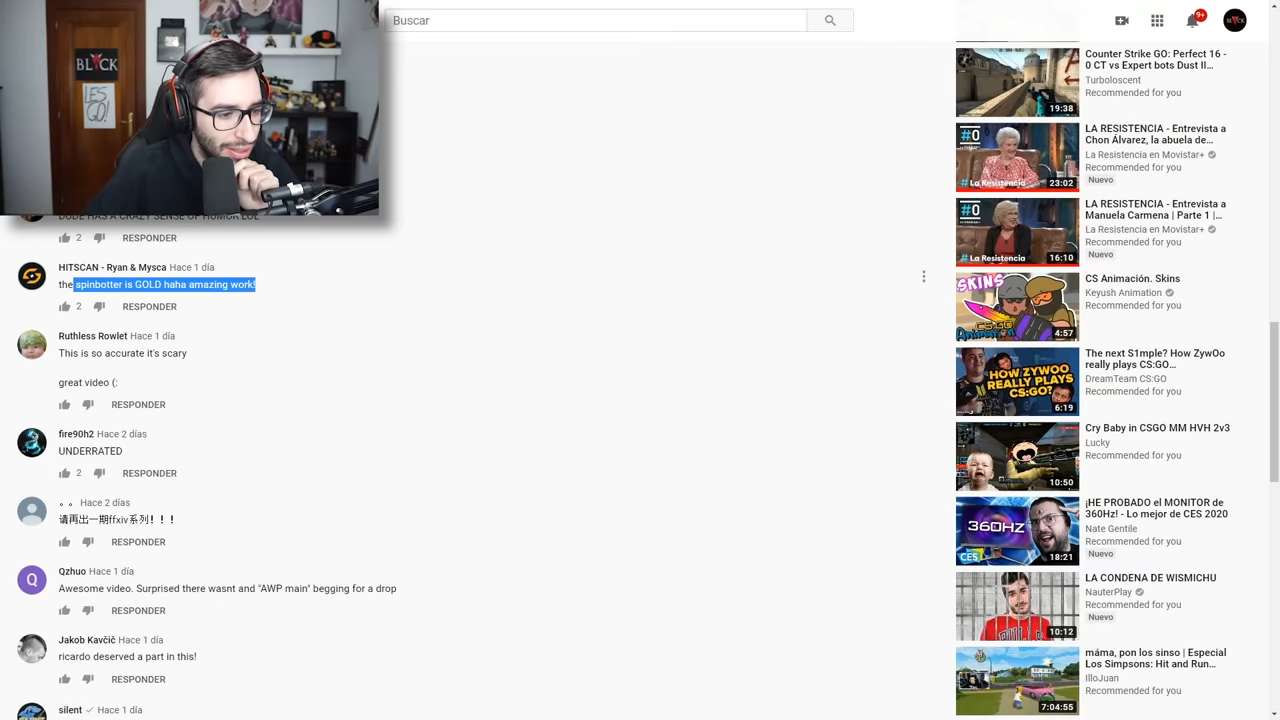 BLVCK
LES
GO!
Buscar
9+
DUDE HAS A CRAZY SENSE OF HUMOR LOL
2
RESPONDER
HITSCAN - Ryan & Mysca Hace 1 día
the spinbotter is GOLD haha amazing work!
2
RESPONDER
Ruthless Rowlet Hace 1 día
This is so accurate it's scary
great video (:
RESPONDER
fire90h2 Hace 2 días
UNDERRATED
2
RESPONDER
。。 Hace 2 días
请再出一期ffxiv系列！！！
RESPONDER
Q
Qzhuo Hace 1 día
Awesome video. Surprised there wasnt and "AWP main" begging for a drop
RESPONDER
Jakob Kavčič Hace 1 día
ricardo deserved a part in this!
RESPONDER
silent Hace 1 día
19:38
Counter Strike GO: Perfect 16 -
0 CT vs Expert bots Dust II...
Turboloscent
Recommended for you
#0
# La Resistencia
23:02
LA RESISTENCIA - Entrevista a
Chon Álvarez, la abuela de...
La Resistencia en Movistar+
Recommended for you
Nuevo
#0
# La Resistencia
16:10
LA RESISTENCIA - Entrevista a
Manuela Carmena | Parte 1 |...
La Resistencia en Movistar+
Recommended for you
Nuevo
SKINS
CS:GO
Animation
4:57
CS Animación. Skins
Keyush Animation
Recommended for you
HOW ZYWOO
REALLY PLAYS
CS:GO?
6:19
The next S1mple? How ZywOo
really plays CS:GO...
DreamTeam CS:GO
Recommended for you
10:50
Cry Baby in CSGO MM HVH 2v3
Lucky
Recommended for you
360HZ
CES
18:21
¡HE PROBADO el MONITOR de
360Hz! - Lo mejor de CES 2020
Nate Gentile
Recommended for you
Nuevo
10:12
LA CONDENA DE WISMICHU
NauterPlay
Recommended for you
Nuevo
7:04:55
máma, pon los sinso | Especial
Los Simpsons: Hit and Run...
IlloJuan
Recommended for you